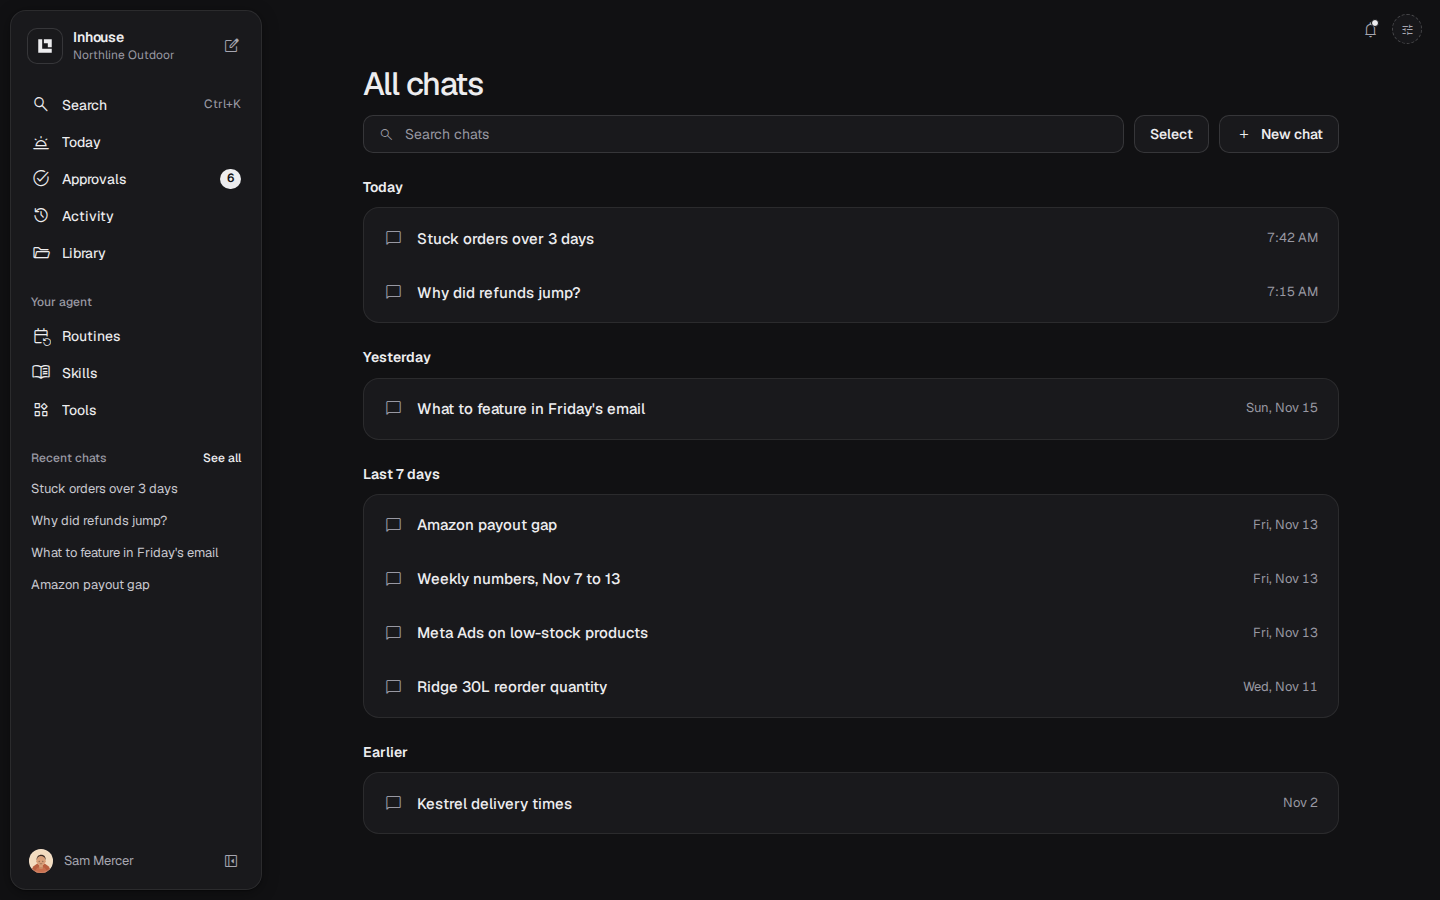 Inhouse
Northline Outdoor
Search Ctrl+K
Today
Approvals 6
Activity
Library
Your agent
Routines
Skills
Tools
Recent chats See all
Stuck orders over 3 days
Why did refunds jump?
What to feature in Friday's email
Amazon payout gap
Sam Mercer
All chats
Search chats
Select
+ New chat
Today
Stuck orders over 3 days 7:42 AM
Why did refunds jump? 7:15 AM
Yesterday
What to feature in Friday's email Sun, Nov 15
Last 7 days
Amazon payout gap Fri, Nov 13
Weekly numbers, Nov 7 to 13 Fri, Nov 13
Meta Ads on low-stock products Fri, Nov 13
Ridge 30L reorder quantity Wed, Nov 11
Earlier
Kestrel delivery times Nov 2